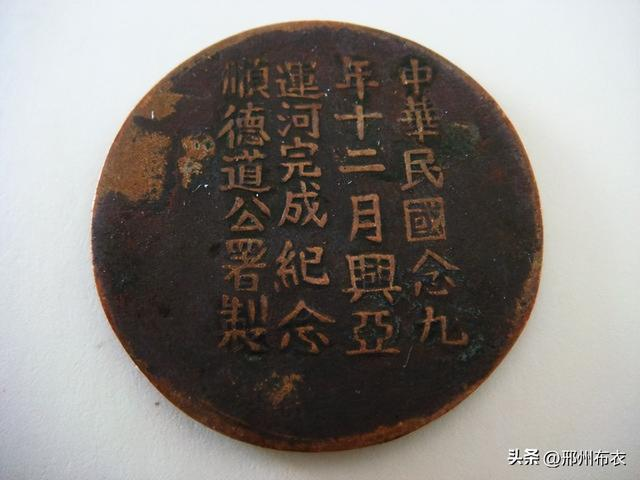 中華民國念九
年十二月興亞
運河完成紀念
順德道公署製
头条 @邢州布衣